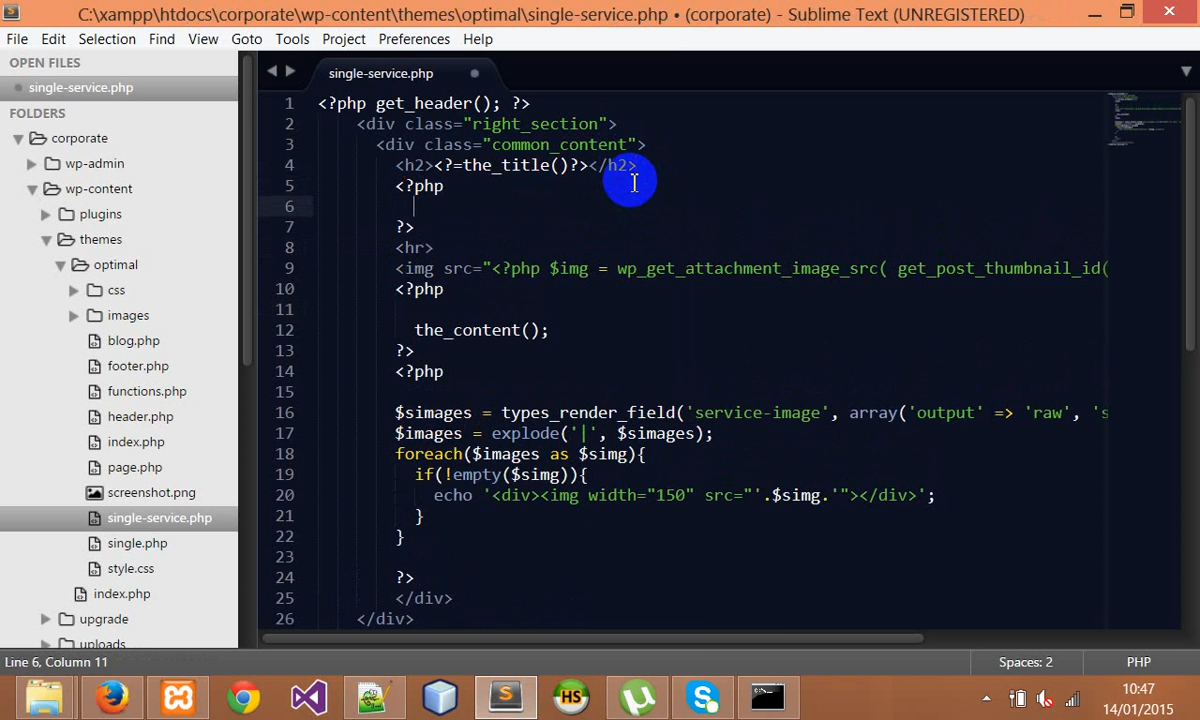 C:\xampp\htdocs\corporate\wp-content\themes\optimal\single-service.php • (corporate) - Sublime Text (UNREGISTERED)
File Edit Selection Find View Goto Tools Project Preferences Help
OPEN FILES
single-service.php
FOLDERS
corporate
wp-admin
wp-content
plugins
themes
optimal
css
images
blog.php
footer.php
functions.php
header.php
index.php
page.php
screenshot.png
single-service.php
single.php
style.css
index.php
upgrade
uploads
single-service.php
1 <?php get_header(); ?>
2 <div class="right_section">
3 <div class="common_content">
4 <h2><?=the_title()?></h2>
5 <?php
6
7 ?>
8 <hr>
9 <img src="<?php $img = wp_get_attachment_image_src( get_post_thumbnail_id(
10 <?php
11
12 the_content();
13 ?>
14 <?php
15
16 $simages = types_render_field('service-image', array('output' => 'raw', 's
17 $images = explode('|', $simages);
18 foreach($images as $simg){
19 if(!empty($simg)){
20 echo '<div><img width="150" src="'.$simg.'"></div>';
21 }
22 }
23
24 ?>
25 </div>
26 </div>
Line 6, Column 11
Spaces: 2
PHP
HS
10:47
14/01/2015